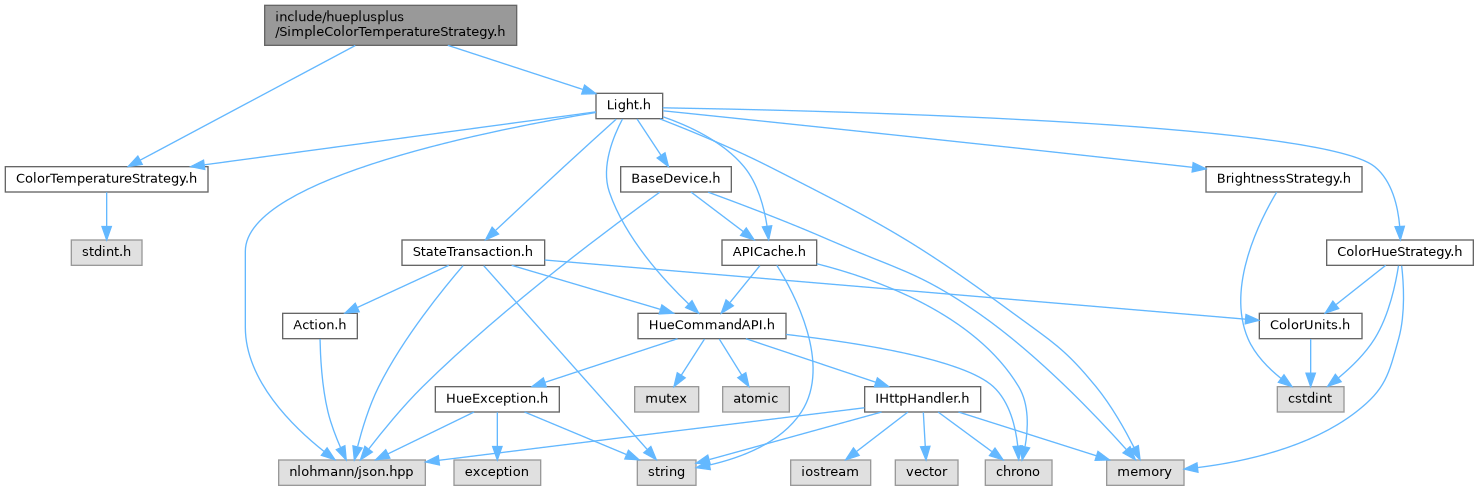 include/hueplusplus
/SimpleColorTemperatureStrategy.h
Light.h
ColorTemperatureStrategy.h
BaseDevice.h
BrightnessStrategy.h
stdint.h
StateTransaction.h
APICache.h
ColorHueStrategy.h
Action.h
HueCommandAPI.h
ColorUnits.h
HueException.h
mutex
atomic
IHttpHandler.h
cstdint
nlohmann/json.hpp
exception
string
iostream
vector
chrono
memory